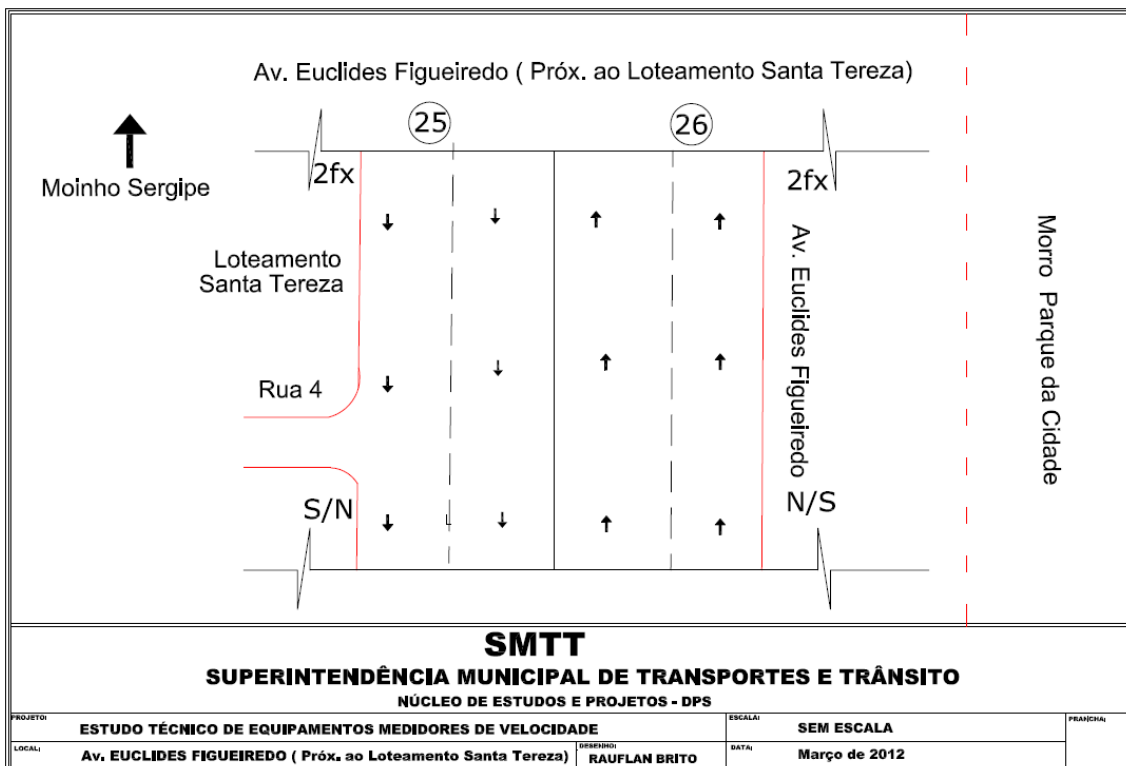 Av. Euclides Figueiredo ( Próx. ao Loteamento Santa Tereza)
25
26
Moinho Sergipe
2fx
2fx
Loteamento
Santa Tereza
Av. Euclides Figueiredo
Morro Parque da Cidade
Rua 4
S/N
N/S
SMTT
SUPERINTENDÊNCIA MUNICIPAL DE TRANSPORTES E TRÂNSITO
NÚCLEO DE ESTUDOS E PROJETOS - DPS
PROJETO: ESTUDO TÉCNICO DE EQUIPAMENTOS MEDIDORES DE VELOCIDADE
ESCALA: SEM ESCALA
PRANCHA:
LOCAL: Av. EUCLIDES FIGUEIREDO ( Próx. ao Loteamento Santa Tereza)
DESENHO: RAUFLAN BRITO
DATA: Março de 2012